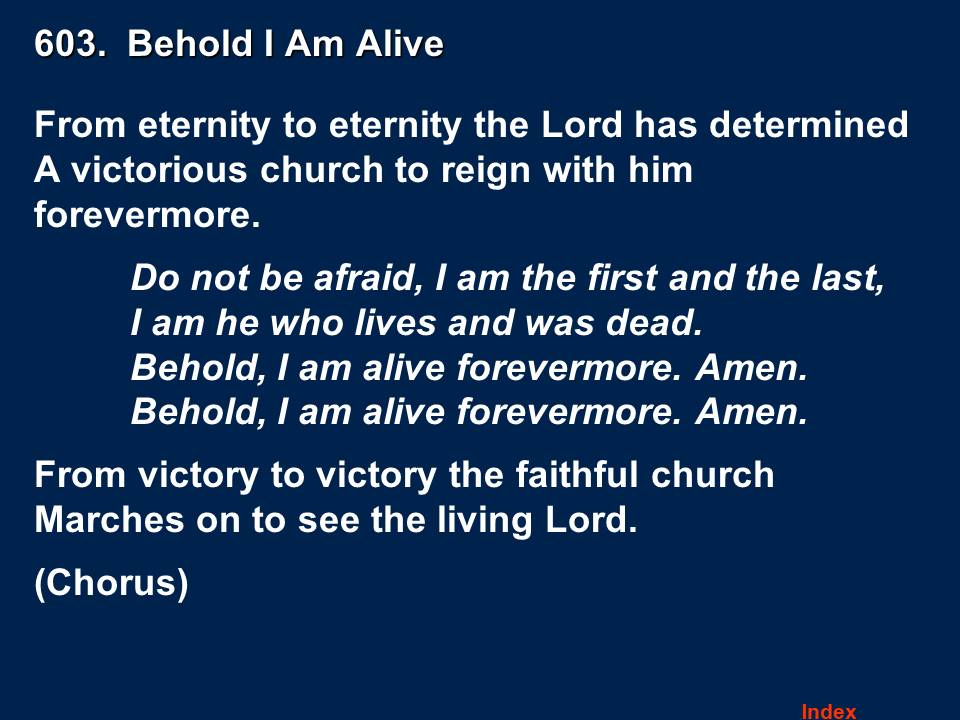 603.  Behold I Am Alive
From eternity to eternity the Lord has determined
A victorious church to reign with him
forevermore.
Do not be afraid, I am the first and the last,
I am he who lives and was dead.
Behold, I am alive forevermore. Amen.
Behold, I am alive forevermore. Amen.
From victory to victory the faithful church
Marches on to see the living Lord.
(Chorus)
Index